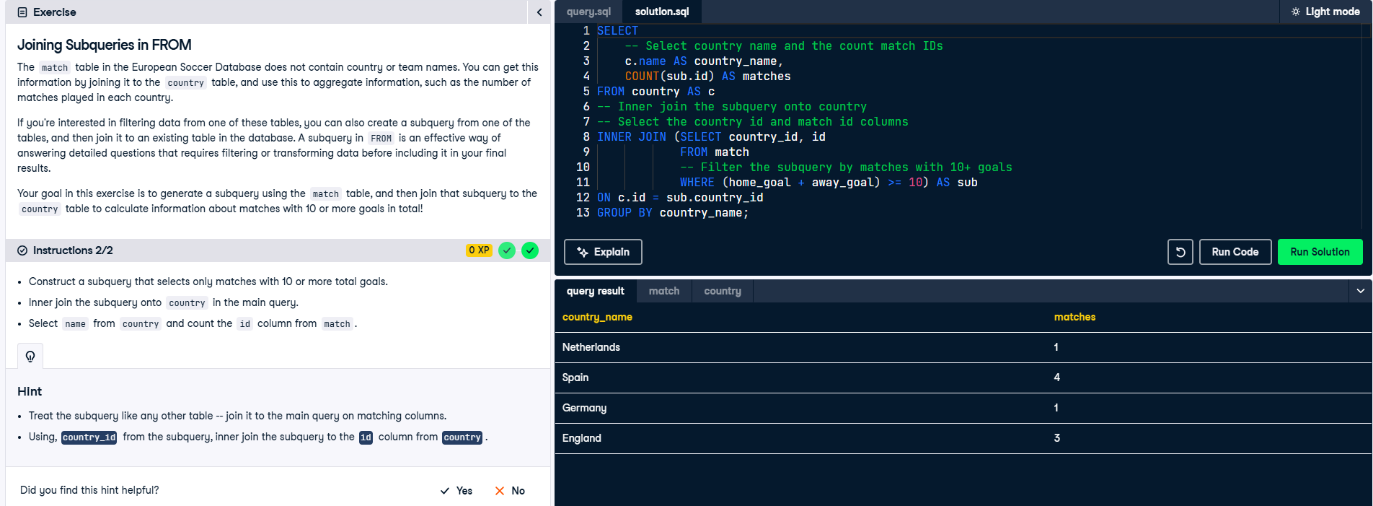 Exercise
Joining Subqueries in FROM
The match table in the European Soccer Database does not contain country or team names. You can get this
information by joining it to the country table, and use this to aggregate information, such as the number of
matches played in each country.
If you're interested in filtering data from one of these tables, you can also create a subquery from one of the
tables, and then join it to an existing table in the database. A subquery in FROM is an effective way of
answering detailed questions that requires filtering or transforming data before including it in your final
results.
Your goal in this exercise is to generate a subquery using the match table, and then join that subquery to the
country table to calculate information about matches with 10 or more goals in total!
Instructions 2/2
0 XP
• Construct a subquery that selects only matches with 10 or more total goals.
• Inner join the subquery onto country in the main query.
• Select name from country and count the id column from match.
Hint
• Treat the subquery like any other table -- join it to the main query on matching columns.
• Using, country_id from the subquery, inner join the subquery to the id column from country.
Did you find this hint helpful?
Yes
No
query.sql
solution.sql
Light mode
1 SELECT
2 -- Select country name and the count match IDs
3 c.name AS country_name,
4 COUNT(sub.id) AS matches
5 FROM country AS c
6 -- Inner join the subquery onto country
7 -- Select the country id and match id columns
8 INNER JOIN (SELECT country_id, id
9 FROM match
10 -- Filter the subquery by matches with 10+ goals
11 WHERE (home_goal + away_goal) >= 10) AS sub
12 ON c.id = sub.country_id
13 GROUP BY country_name;
Explain
Run Code
Run Solution
query result
match
country
country_name matches
Netherlands 1
Spain 4
Germany 1
England 3